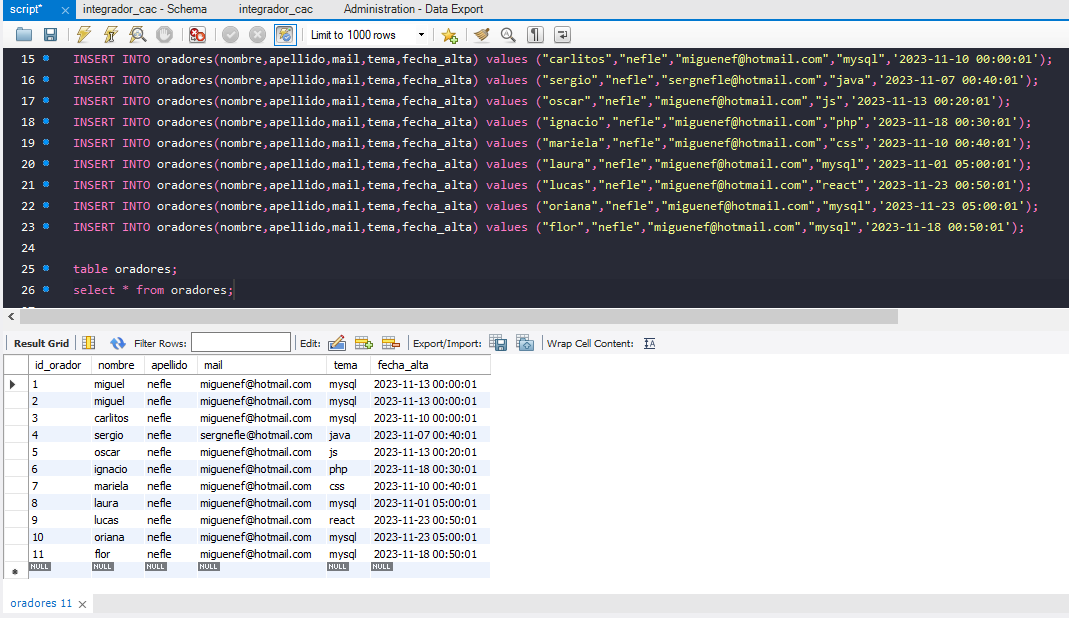 script* integrador_cac - Schema integrador_cac Administration - Data Export
Limit to 1000 rows
15 INSERT INTO oradores(nombre,apellido,mail,tema,fecha_alta) values ("carlitos","nefle","miguenef@hotmail.com","mysql",'2023-11-10 00:00:01');
16 INSERT INTO oradores(nombre,apellido,mail,tema,fecha_alta) values ("sergio","nefle","sergnefle@hotmail.com","java",'2023-11-07 00:40:01');
17 INSERT INTO oradores(nombre,apellido,mail,tema,fecha_alta) values ("oscar","nefle","miguenef@hotmail.com","js",'2023-11-13 00:20:01');
18 INSERT INTO oradores(nombre,apellido,mail,tema,fecha_alta) values ("ignacio","nefle","miguenef@hotmail.com","php",'2023-11-18 00:30:01');
19 INSERT INTO oradores(nombre,apellido,mail,tema,fecha_alta) values ("mariela","nefle","miguenef@hotmail.com","css",'2023-11-10 00:40:01');
20 INSERT INTO oradores(nombre,apellido,mail,tema,fecha_alta) values ("laura","nefle","miguenef@hotmail.com","mysql",'2023-11-01 05:00:01');
21 INSERT INTO oradores(nombre,apellido,mail,tema,fecha_alta) values ("lucas","nefle","miguenef@hotmail.com","react",'2023-11-23 00:50:01');
22 INSERT INTO oradores(nombre,apellido,mail,tema,fecha_alta) values ("oriana","nefle","miguenef@hotmail.com","mysql",'2023-11-23 05:00:01');
23 INSERT INTO oradores(nombre,apellido,mail,tema,fecha_alta) values ("flor","nefle","miguenef@hotmail.com","mysql",'2023-11-18 00:50:01');
24
25 table oradores;
26 select * from oradores;
Result Grid Filter Rows: Edit: Export/Import: Wrap Cell Content:
id_orador nombre apellido mail tema fecha_alta
1 miguel nefle miguenef@hotmail.com mysql 2023-11-13 00:00:01
2 miguel nefle miguenef@hotmail.com mysql 2023-11-13 00:00:01
3 carlitos nefle miguenef@hotmail.com mysql 2023-11-10 00:00:01
4 sergio nefle sergnefle@hotmail.com java 2023-11-07 00:40:01
5 oscar nefle miguenef@hotmail.com js 2023-11-13 00:20:01
6 ignacio nefle miguenef@hotmail.com php 2023-11-18 00:30:01
7 mariela nefle miguenef@hotmail.com css 2023-11-10 00:40:01
8 laura nefle miguenef@hotmail.com mysql 2023-11-01 05:00:01
9 lucas nefle miguenef@hotmail.com react 2023-11-23 00:50:01
10 oriana nefle miguenef@hotmail.com mysql 2023-11-23 05:00:01
11 flor nefle miguenef@hotmail.com mysql 2023-11-18 00:50:01
NULL NULL NULL NULL NULL NULL
oradores 11